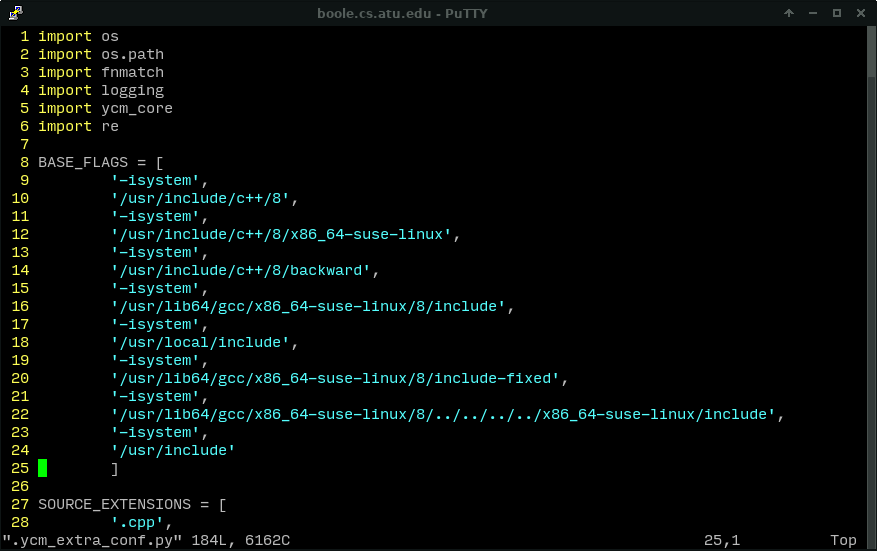 boole.cs.atu.edu - PuTTY
1 import os
2 import os.path
3 import fnmatch
4 import logging
5 import ycm_core
6 import re
7
8 BASE_FLAGS = [
9         '-isystem',
10         '/usr/include/c++/8',
11         '-isystem',
12         '/usr/include/c++/8/x86_64-suse-linux',
13         '-isystem',
14         '/usr/include/c++/8/backward',
15         '-isystem',
16         '/usr/lib64/gcc/x86_64-suse-linux/8/include',
17         '-isystem',
18         '/usr/local/include',
19         '-isystem',
20         '/usr/lib64/gcc/x86_64-suse-linux/8/include-fixed',
21         '-isystem',
22         '/usr/lib64/gcc/x86_64-suse-linux/8/../../../../x86_64-suse-linux/include',
23         '-isystem',
24         '/usr/include'
25         ]
26
27 SOURCE_EXTENSIONS = [
28         '.cpp',
".ycm_extra_conf.py" 184L, 6162C 25,1 Top